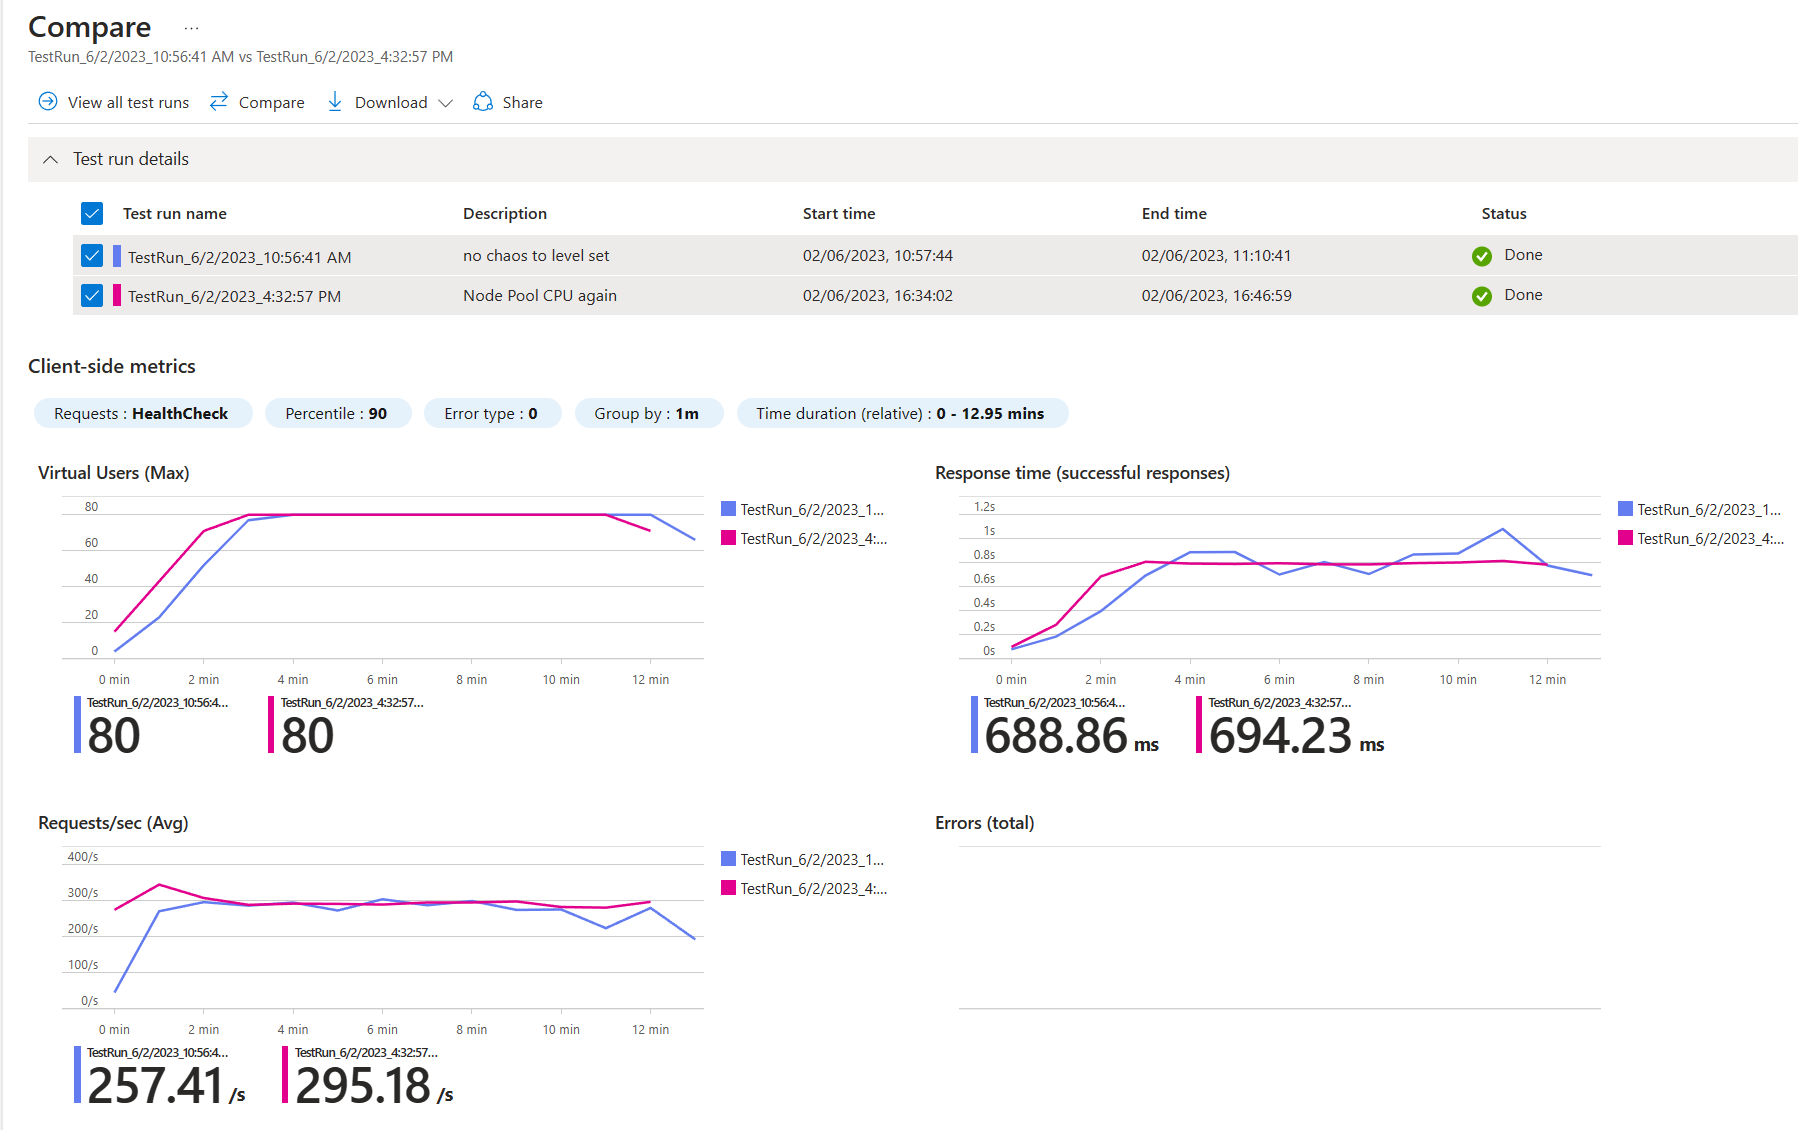 Compare ...
TestRun_6/2/2023_10:56:41 AM vs TestRun_6/2/2023_4:32:57 PM
View all test runs Compare Download Share
Test run details
Test run name Description Start time End time Status
TestRun_6/2/2023_10:56:41 AM no chaos to level set 02/06/2023, 10:57:44 02/06/2023, 11:10:41 Done
TestRun_6/2/2023_4:32:57 PM Node Pool CPU again 02/06/2023, 16:34:02 02/06/2023, 16:46:59 Done
Client-side metrics
Requests : HealthCheck Percentile : 90 Error type : 0 Group by : 1m Time duration (relative) : 0 - 12.95 mins
Virtual Users (Max)
80
60
40
20
0
0 min 2 min 4 min 6 min 8 min 10 min 12 min
TestRun_6/2/2023_1...
TestRun_6/2/2023_4:...
TestRun_6/2/2023_10:56:4... TestRun_6/2/2023_4:32:57...
80 80
Response time (successful responses)
1.2s
1s
0.8s
0.6s
0.4s
0.2s
0s
0 min 2 min 4 min 6 min 8 min 10 min 12 min
TestRun_6/2/2023_1...
TestRun_6/2/2023_4:...
TestRun_6/2/2023_10:56:4... TestRun_6/2/2023_4:32:57...
688.86 ms 694.23 ms
Requests/sec (Avg)
400/s
300/s
200/s
100/s
0/s
0 min 2 min 4 min 6 min 8 min 10 min 12 min
TestRun_6/2/2023_1...
TestRun_6/2/2023_4:...
TestRun_6/2/2023_10:56:4... TestRun_6/2/2023_4:32:57...
257.41 /s 295.18 /s
Errors (total)